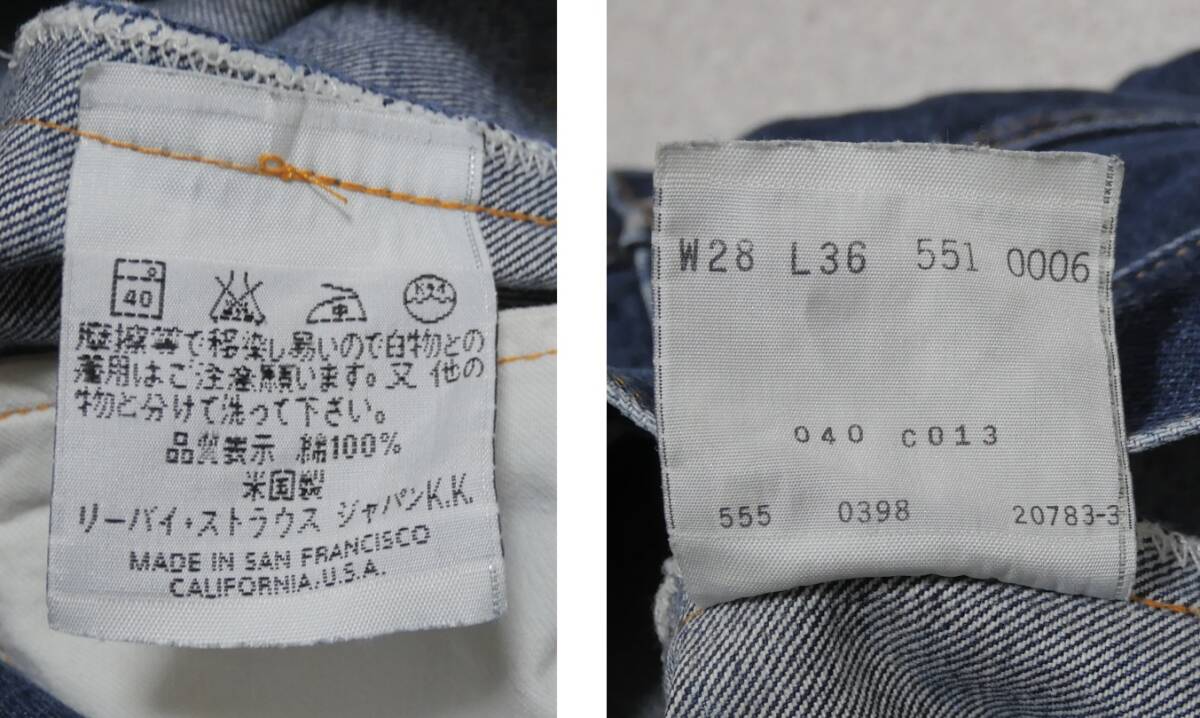 40
中
ドライ
摩擦等で移染し易いので白物との
着用はご注意願います。又 他の
物と分けて洗って下さい。
品質表示 綿100%
米国製
リーバイ・ストラウス ジャパンK.K.
MADE IN SAN FRANCISCO
CALIFORNIA.U.S.A.
W28 L36 551 0006
040 C013
555 0398 20783-3